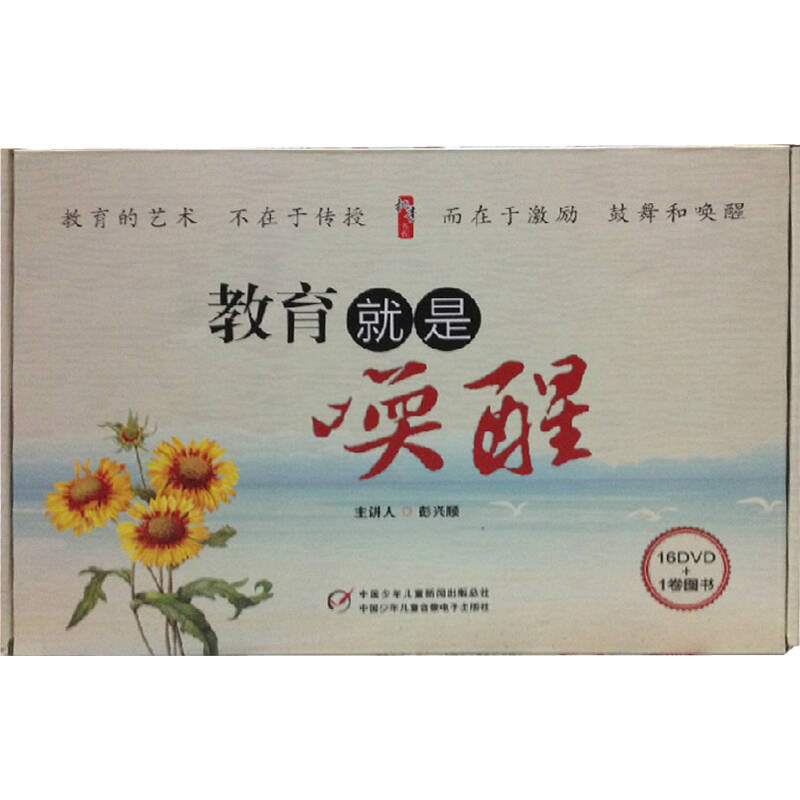 教育的艺术 不在于传授 而在于激励 鼓舞和唤醒
教育就是
唤醒
主讲人 彭兴顺
16DVD
+
1卷图书
中国少年儿童新闻出版总社
中国少年儿童音像电子出版社